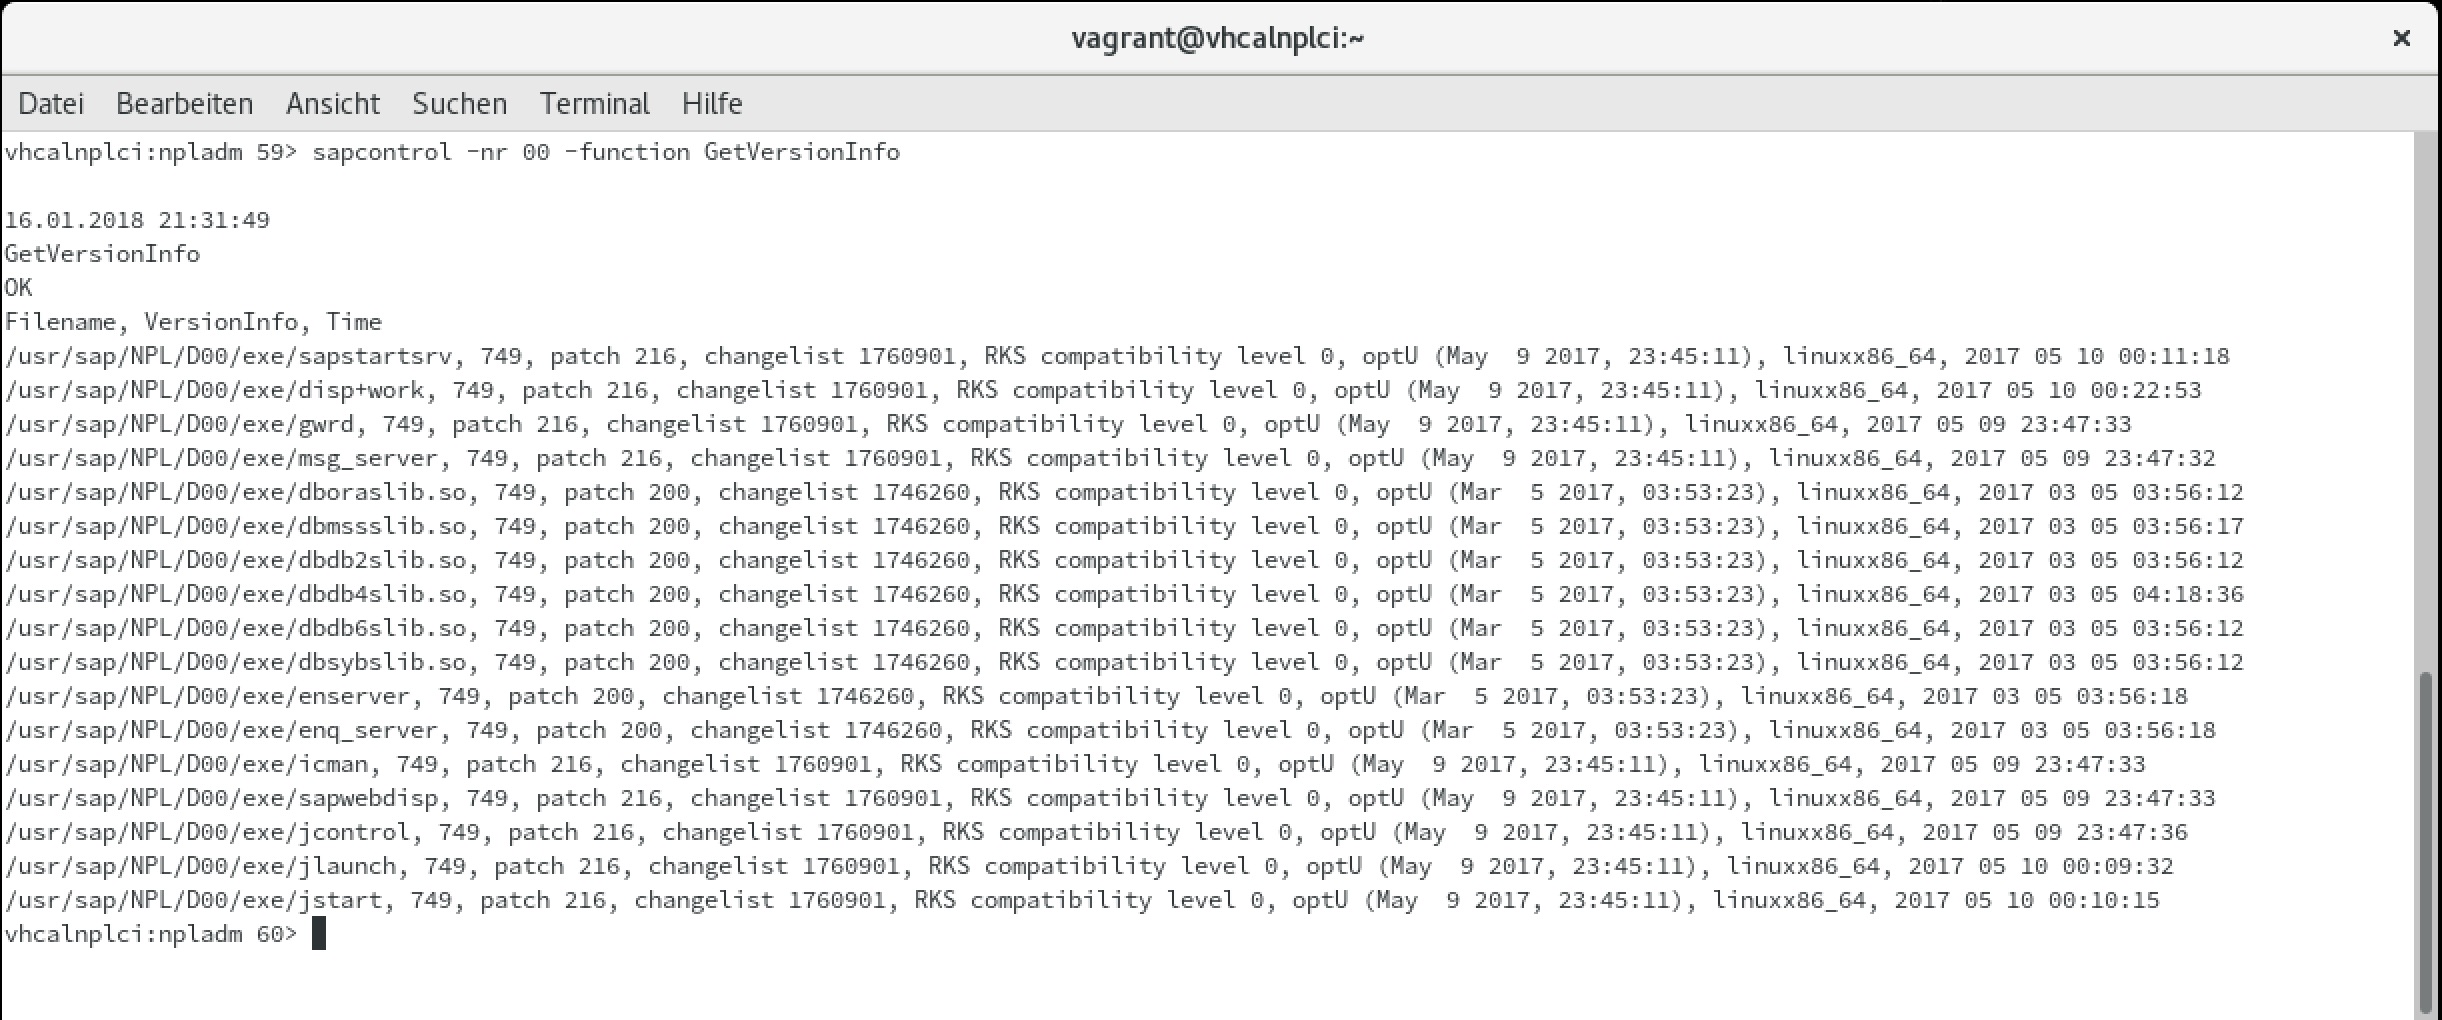 vagrant@vhcalnplci:~ ×
Datei Bearbeiten Ansicht Suchen Terminal Hilfe
vhcalnplci:npladm 59> sapcontrol -nr 00 -function GetVersionInfo
16.01.2018 21:31:49
GetVersionInfo
OK
Filename, VersionInfo, Time
/usr/sap/NPL/D00/exe/sapstartsrv, 749, patch 216, changelist 1760901, RKS compatibility level 0, optU (May  9 2017, 23:45:11), linuxx86_64, 2017 05 10 00:11:18
/usr/sap/NPL/D00/exe/disp+work, 749, patch 216, changelist 1760901, RKS compatibility level 0, optU (May  9 2017, 23:45:11), linuxx86_64, 2017 05 10 00:22:53
/usr/sap/NPL/D00/exe/gwrd, 749, patch 216, changelist 1760901, RKS compatibility level 0, optU (May  9 2017, 23:45:11), linuxx86_64, 2017 05 09 23:47:33
/usr/sap/NPL/D00/exe/msg_server, 749, patch 216, changelist 1760901, RKS compatibility level 0, optU (May  9 2017, 23:45:11), linuxx86_64, 2017 05 09 23:47:32
/usr/sap/NPL/D00/exe/dboraslib.so, 749, patch 200, changelist 1746260, RKS compatibility level 0, optU (Mar  5 2017, 03:53:23), linuxx86_64, 2017 03 05 03:56:12
/usr/sap/NPL/D00/exe/dbmssslib.so, 749, patch 200, changelist 1746260, RKS compatibility level 0, optU (Mar  5 2017, 03:53:23), linuxx86_64, 2017 03 05 03:56:17
/usr/sap/NPL/D00/exe/dbdb2slib.so, 749, patch 200, changelist 1746260, RKS compatibility level 0, optU (Mar  5 2017, 03:53:23), linuxx86_64, 2017 03 05 03:56:12
/usr/sap/NPL/D00/exe/dbdb4slib.so, 749, patch 200, changelist 1746260, RKS compatibility level 0, optU (Mar  5 2017, 03:53:23), linuxx86_64, 2017 03 05 04:18:36
/usr/sap/NPL/D00/exe/dbdb6slib.so, 749, patch 200, changelist 1746260, RKS compatibility level 0, optU (Mar  5 2017, 03:53:23), linuxx86_64, 2017 03 05 03:56:12
/usr/sap/NPL/D00/exe/dbsybslib.so, 749, patch 200, changelist 1746260, RKS compatibility level 0, optU (Mar  5 2017, 03:53:23), linuxx86_64, 2017 03 05 03:56:12
/usr/sap/NPL/D00/exe/enserver, 749, patch 200, changelist 1746260, RKS compatibility level 0, optU (Mar  5 2017, 03:53:23), linuxx86_64, 2017 03 05 03:56:18
/usr/sap/NPL/D00/exe/enq_server, 749, patch 200, changelist 1746260, RKS compatibility level 0, optU (Mar  5 2017, 03:53:23), linuxx86_64, 2017 03 05 03:56:18
/usr/sap/NPL/D00/exe/icman, 749, patch 216, changelist 1760901, RKS compatibility level 0, optU (May  9 2017, 23:45:11), linuxx86_64, 2017 05 09 23:47:33
/usr/sap/NPL/D00/exe/sapwebdisp, 749, patch 216, changelist 1760901, RKS compatibility level 0, optU (May  9 2017, 23:45:11), linuxx86_64, 2017 05 09 23:47:33
/usr/sap/NPL/D00/exe/jcontrol, 749, patch 216, changelist 1760901, RKS compatibility level 0, optU (May  9 2017, 23:45:11), linuxx86_64, 2017 05 09 23:47:36
/usr/sap/NPL/D00/exe/jlaunch, 749, patch 216, changelist 1760901, RKS compatibility level 0, optU (May  9 2017, 23:45:11), linuxx86_64, 2017 05 10 00:09:32
/usr/sap/NPL/D00/exe/jstart, 749, patch 216, changelist 1760901, RKS compatibility level 0, optU (May  9 2017, 23:45:11), linuxx86_64, 2017 05 10 00:10:15
vhcalnplci:npladm 60>